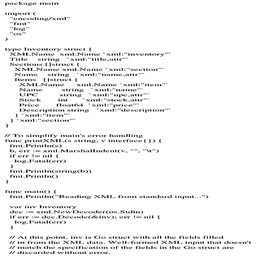 package main
import (
"encoding/xml"
"fmt"
"log"
"os"
)
type Inventory struct {
XMLName xml.Name `xml:"inventory"`
Title string `xml:"title,attr"`
Sections []struct {
XMLName xml.Name `xml:"section"`
Name string `xml:"name,attr"`
Items []struct {
XMLName xml.Name `xml:"item"`
Name string `xml:"name"`
UPC string `xml:"upc,attr"`
Stock int `xml:"stock,attr"`
Price float64 `xml:"price"`
Description string `xml:"description"`
} `xml:"item"`
} `xml:"section"`
}
// To simplify main's error handling
func printXML(s string, v interface{}) {
fmt.Println(s)
b, err := xml.MarshalIndent(v, "", "\t")
if err != nil {
log.Fatal(err)
}
fmt.Println(string(b))
fmt.Println()
}
func main() {
fmt.Println("Reading XML from standard input...")
var inv Inventory
dec := xml.NewDecoder(os.Stdin)
if err := dec.Decode(&inv); err != nil {
log.Fatal(err)
}
// At this point, inv is Go struct with all the fields filled
// in from the XML data. Well-formed XML input that doesn't
// match the specification of the fields in the Go struct are
// discarded without error.